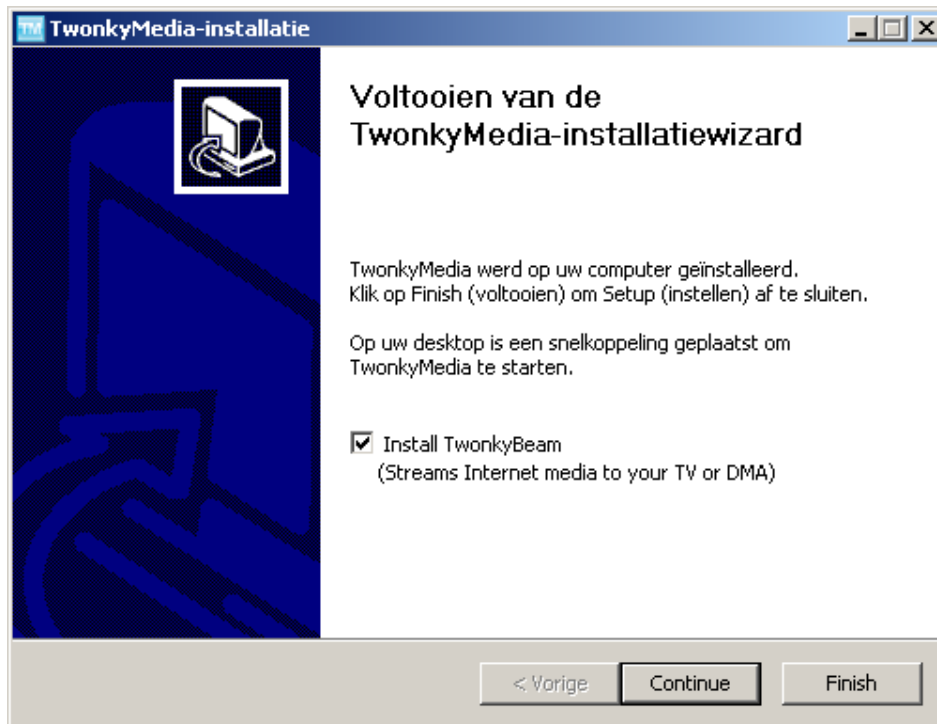 TM TwonkyMedia-installatie
Voltooien van de
TwonkyMedia-installatiewizard
TwonkyMedia werd op uw computer geïnstalleerd.
Klik op Finish (voltooien) om Setup (instellen) af te sluiten.
Op uw desktop is een snelkoppeling geplaatst om
TwonkyMedia te starten.
Install TwonkyBeam
(Streams Internet media to your TV or DMA)
< Vorige Continue Finish